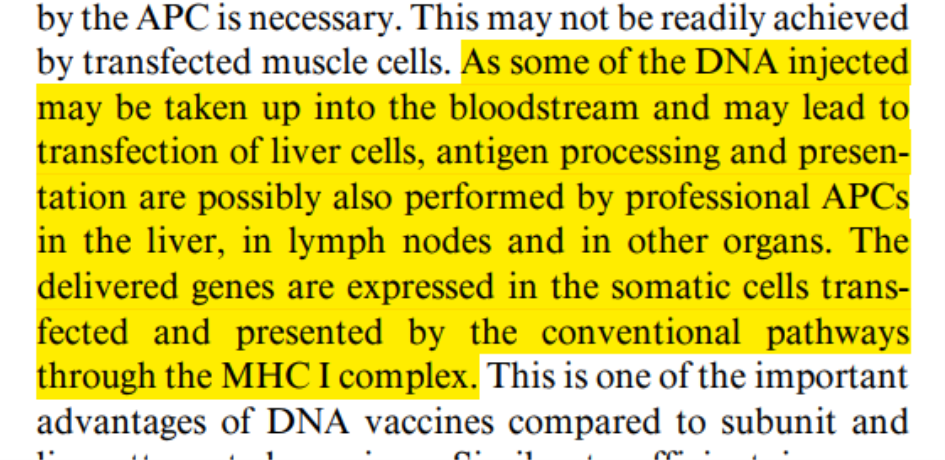 by the APC is necessary. This may not be readily achieved
by transfected muscle cells. As some of the DNA injected
may be taken up into the bloodstream and may lead to
transfection of liver cells, antigen processing and presen-
tation are possibly also performed by professional APCs
in the liver, in lymph nodes and in other organs. The
delivered genes are expressed in the somatic cells trans-
fected and presented by the conventional pathways
through the MHC I complex. This is one of the important
advantages of DNA vaccines compared to subunit and